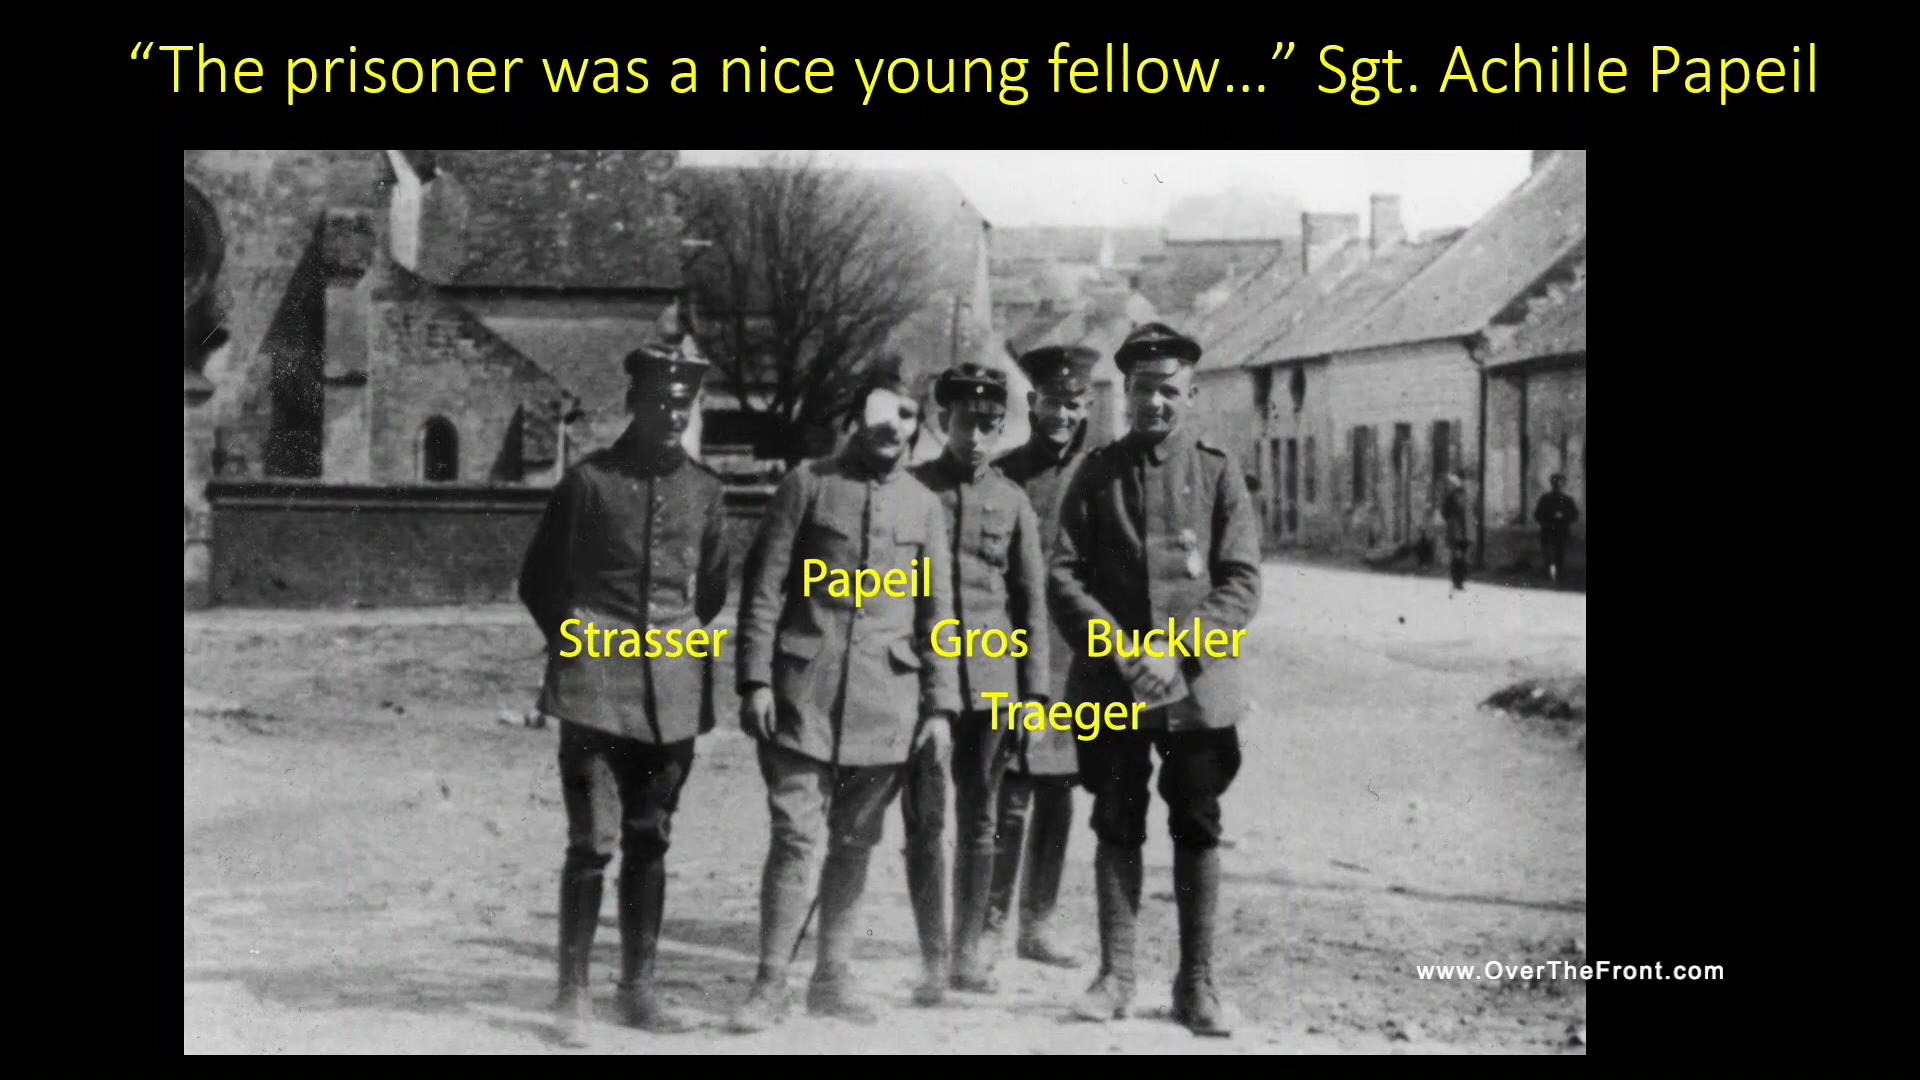 “The prisoner was a nice young fellow...” Sgt. Achille Papeil
Papeil
Strasser Gros Buckler
Traeger
www.OverTheFront.com